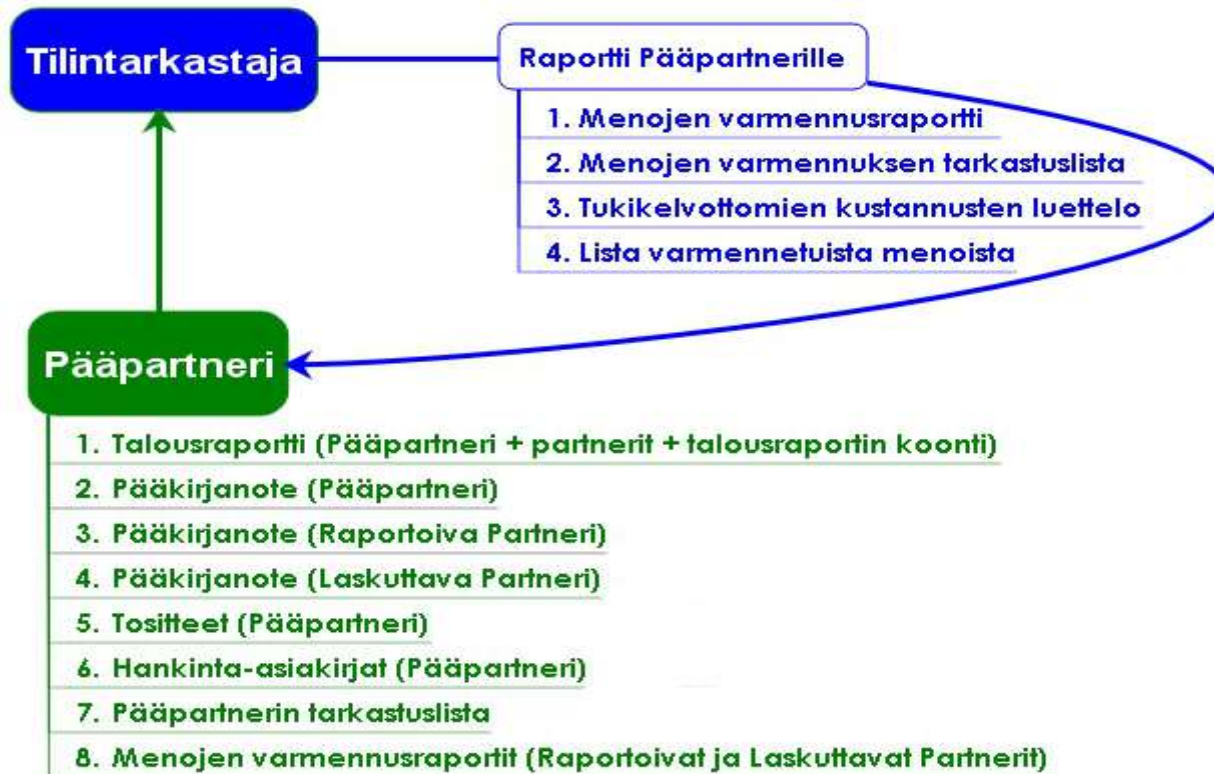 Tilintarkastaja
Raportti Pääpartnerille
1. Menojen varmennusraportti
2. Menojen varmennuksen tarkastuslista
3. Tukikelvottomien kustannusten luettelo
4. Lista varmennetuista menoista
Pääpartneri
1. Talousraportti (Pääpartneri + partnerit + talousraportin koonti)
2. Pääkirjanote (Pääpartneri)
3. Pääkirjanote (Raportoiva Partneri)
4. Pääkirjanote (Laskuttava Partneri)
5. Tositteet (Pääpartneri)
6. Hankinta-asiakirjat (Pääpartneri)
7. Pääpartnerin tarkastuslista
8. Menojen varmennusraportit (Raportoivat ja Laskuttavat Partnerit)